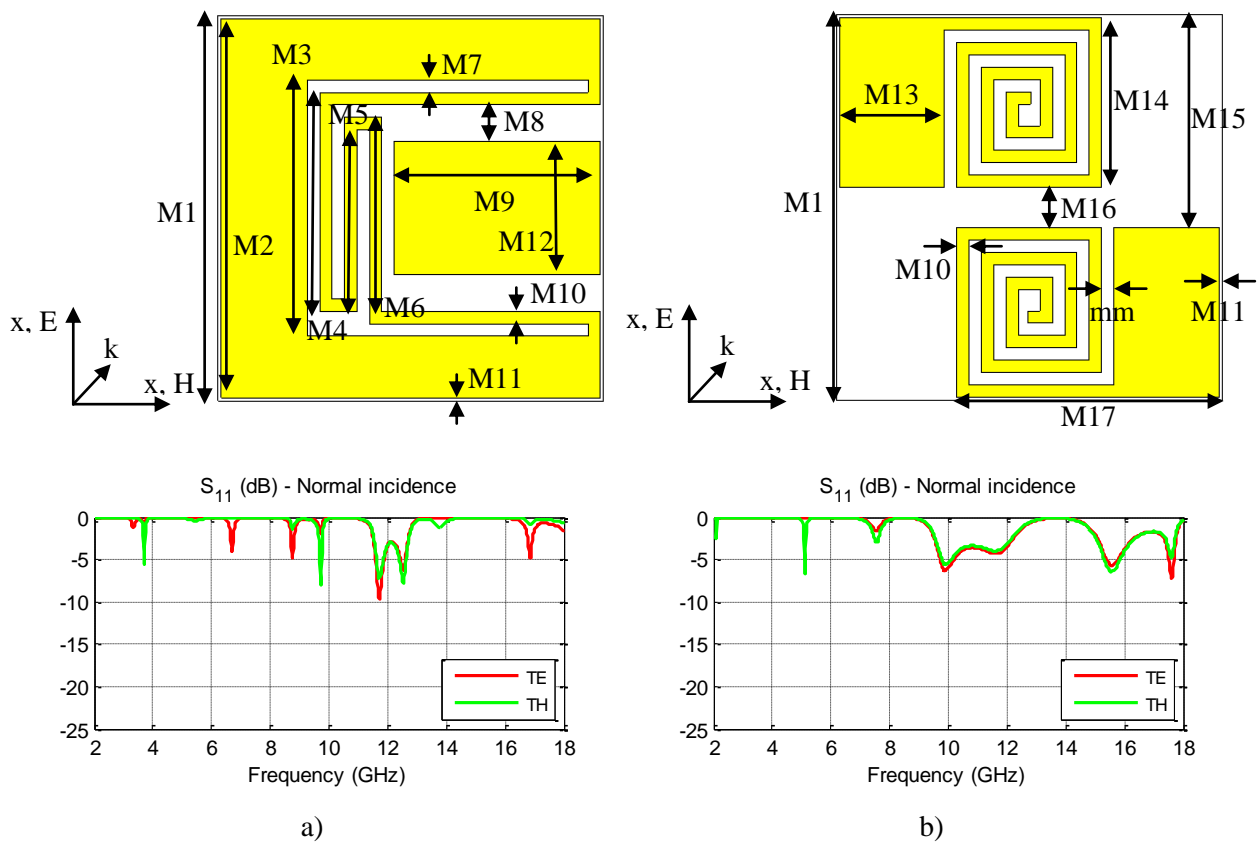 M3
M7
M5
M8
M1
M2
M9
M12
M10
M4
M6
M11
x, E
k
x, H
M13
M14
M15
M1
M16
M10
mm
M11
M17
x, E
k
x, H
S11 (dB) - Normal incidence
0
-5
-10
-15
-20
-25
TE
TH
2 4 6 8 10 12 14 16 18
Frequency (GHz)
a)
S11 (dB) - Normal incidence
0
-5
-10
-15
-20
-25
TE
TH
2 4 6 8 10 12 14 16 18
Frequency (GHz)
b)